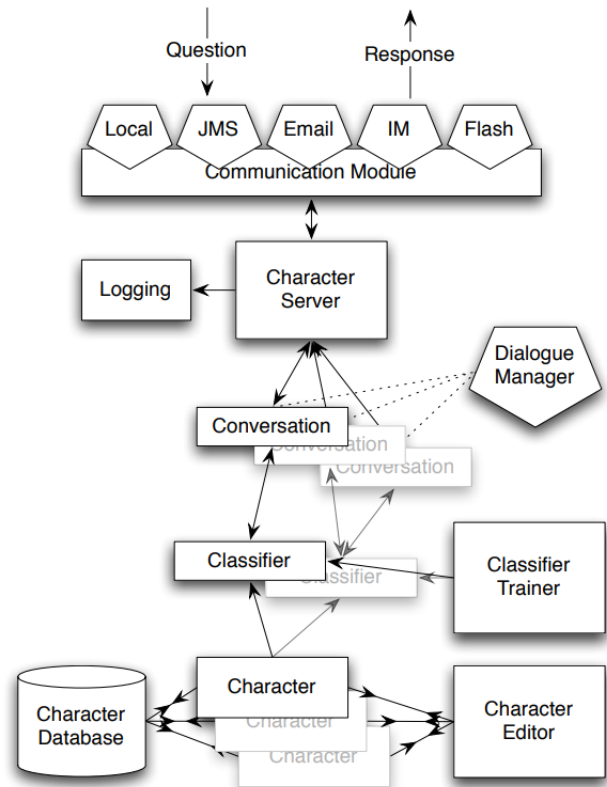 Question
Response
Local
JMS
Email
IM
Flash
Communication Module
Logging
Character
Server
Dialogue
Manager
Conversation
Conversation
Conversation
Classifier
Classifier
Classifier
Trainer
Character
Database
Character
Character
Character
Character
Editor